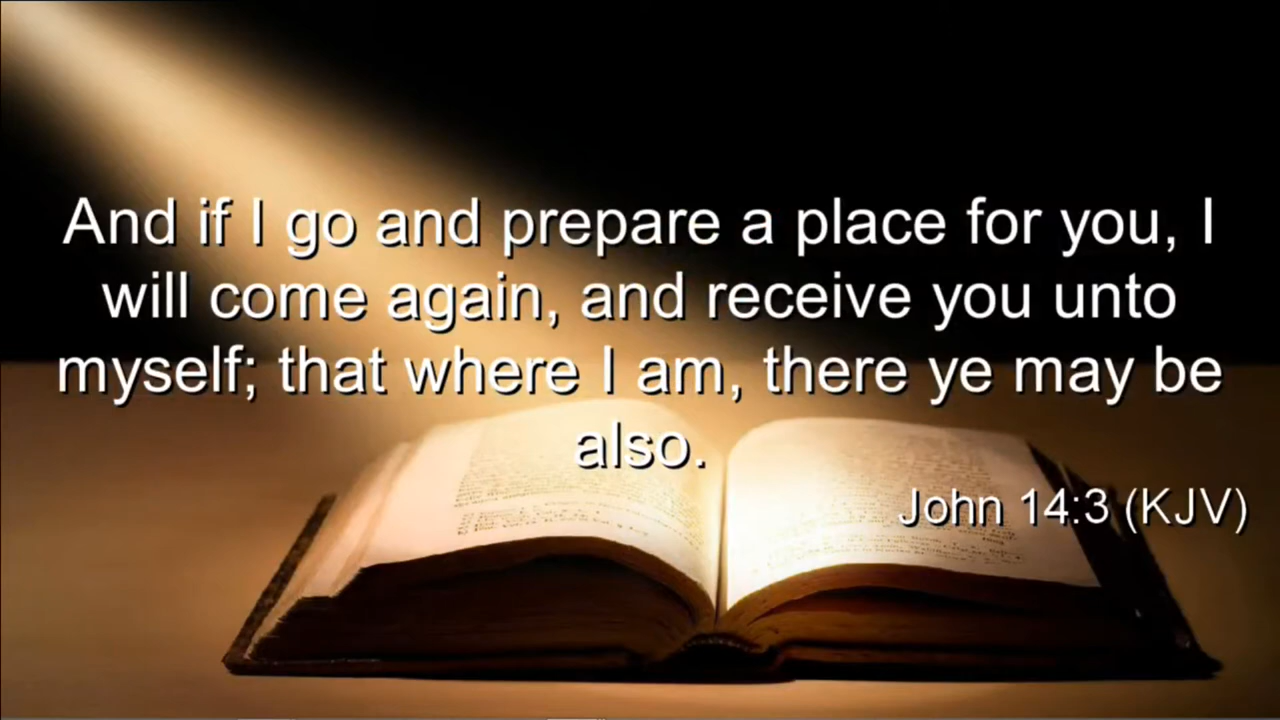 And if I go and prepare a place for you, I
will come again, and receive you unto
myself; that where I am, there ye may be
also.
John 14:3 (KJV)